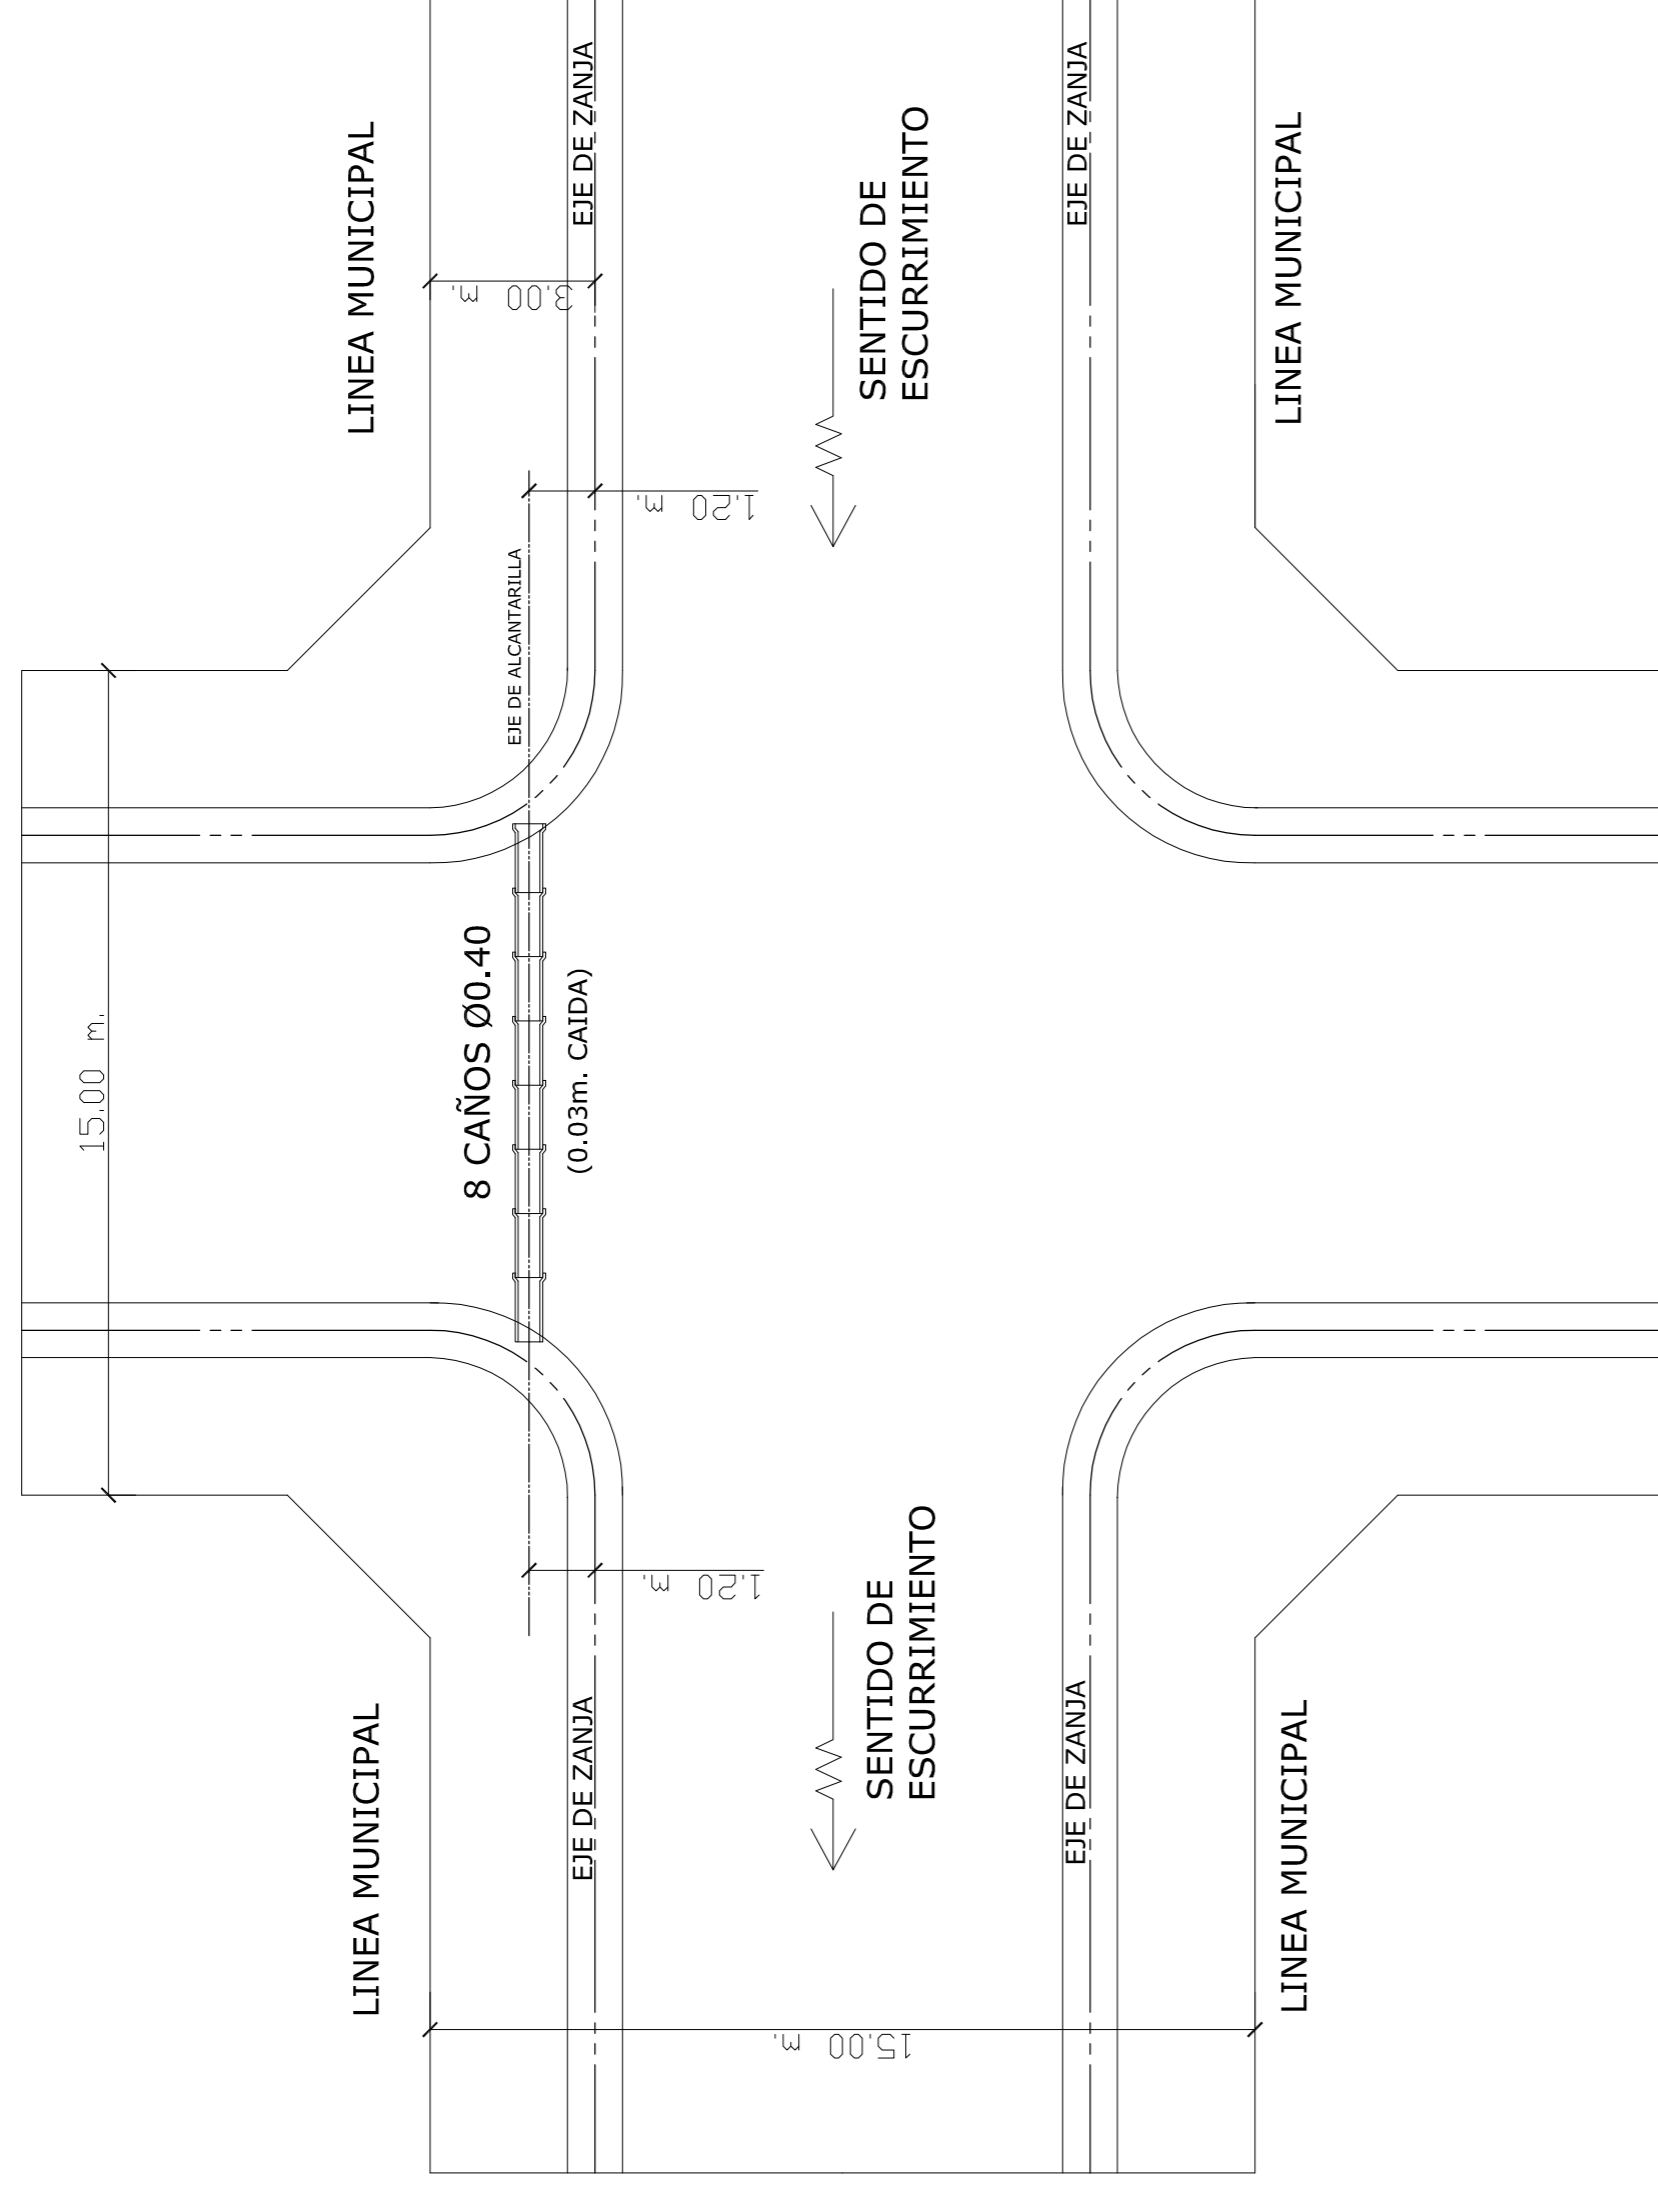 LINEA MUNICIPAL
EJE DE ZANJA
EJE DE ZANJA
LINEA MUNICIPAL
SENTIDO DE
ESCURRIMIENTO
3.00 m.
1.20 m.
EJE DE ALCANTARILLA
15.00 m.
8 CAÑOS Ø0.40
(0.03m. CAIDA)
1.20 m.
SENTIDO DE
ESCURRIMIENTO
LINEA MUNICIPAL
EJE DE ZANJA
EJE DE ZANJA
LINEA MUNICIPAL
15.00 m.